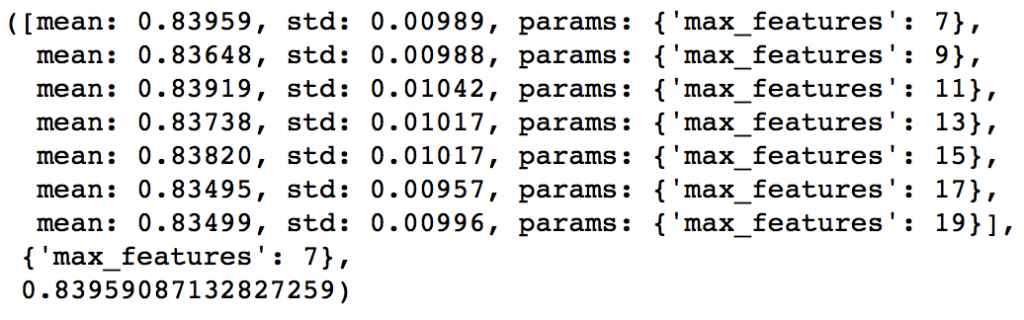 ([mean: 0.83959, std: 0.00989, params: {'max_features': 7},
mean: 0.83648, std: 0.00988, params: {'max_features': 9},
mean: 0.83919, std: 0.01042, params: {'max_features': 11},
mean: 0.83738, std: 0.01017, params: {'max_features': 13},
mean: 0.83820, std: 0.01017, params: {'max_features': 15},
mean: 0.83495, std: 0.00957, params: {'max_features': 17},
mean: 0.83499, std: 0.00996, params: {'max_features': 19}],
{'max_features': 7},
0.83959087132827259)